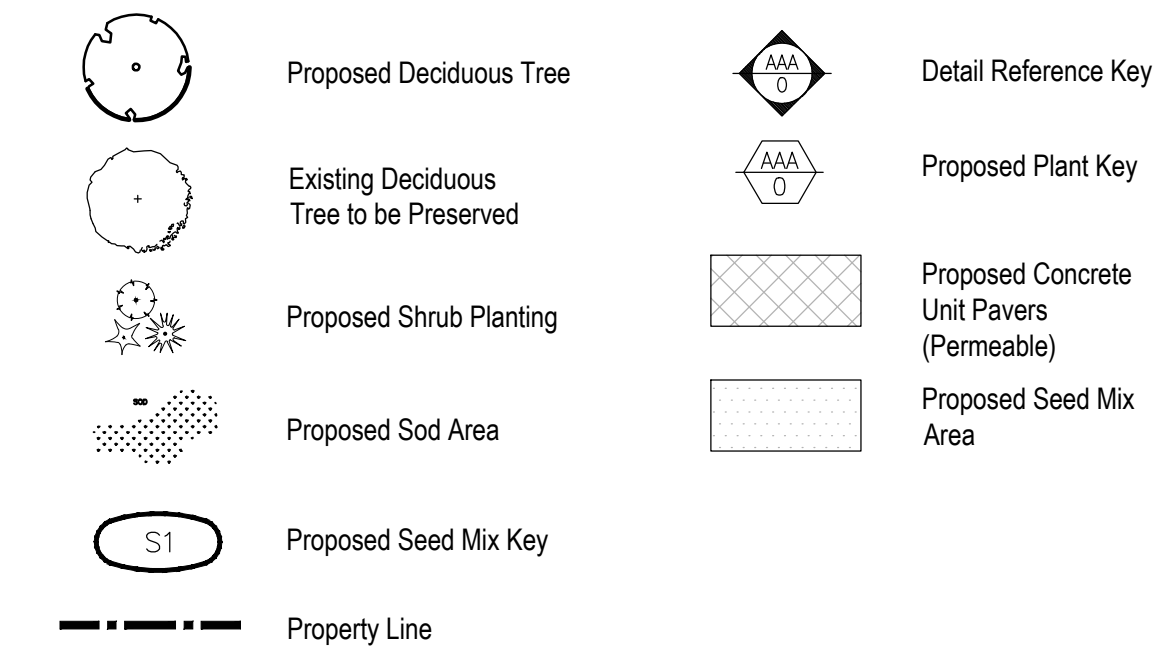 Proposed Deciduous Tree
Existing Deciduous
Tree to be Preserved
Proposed Shrub Planting
SOD
Proposed Sod Area
S1
Proposed Seed Mix Key
Property Line
AAA
0
Detail Reference Key
AAA
0
Proposed Plant Key
Proposed Concrete
Unit Pavers
(Permeable)
Proposed Seed Mix
Area